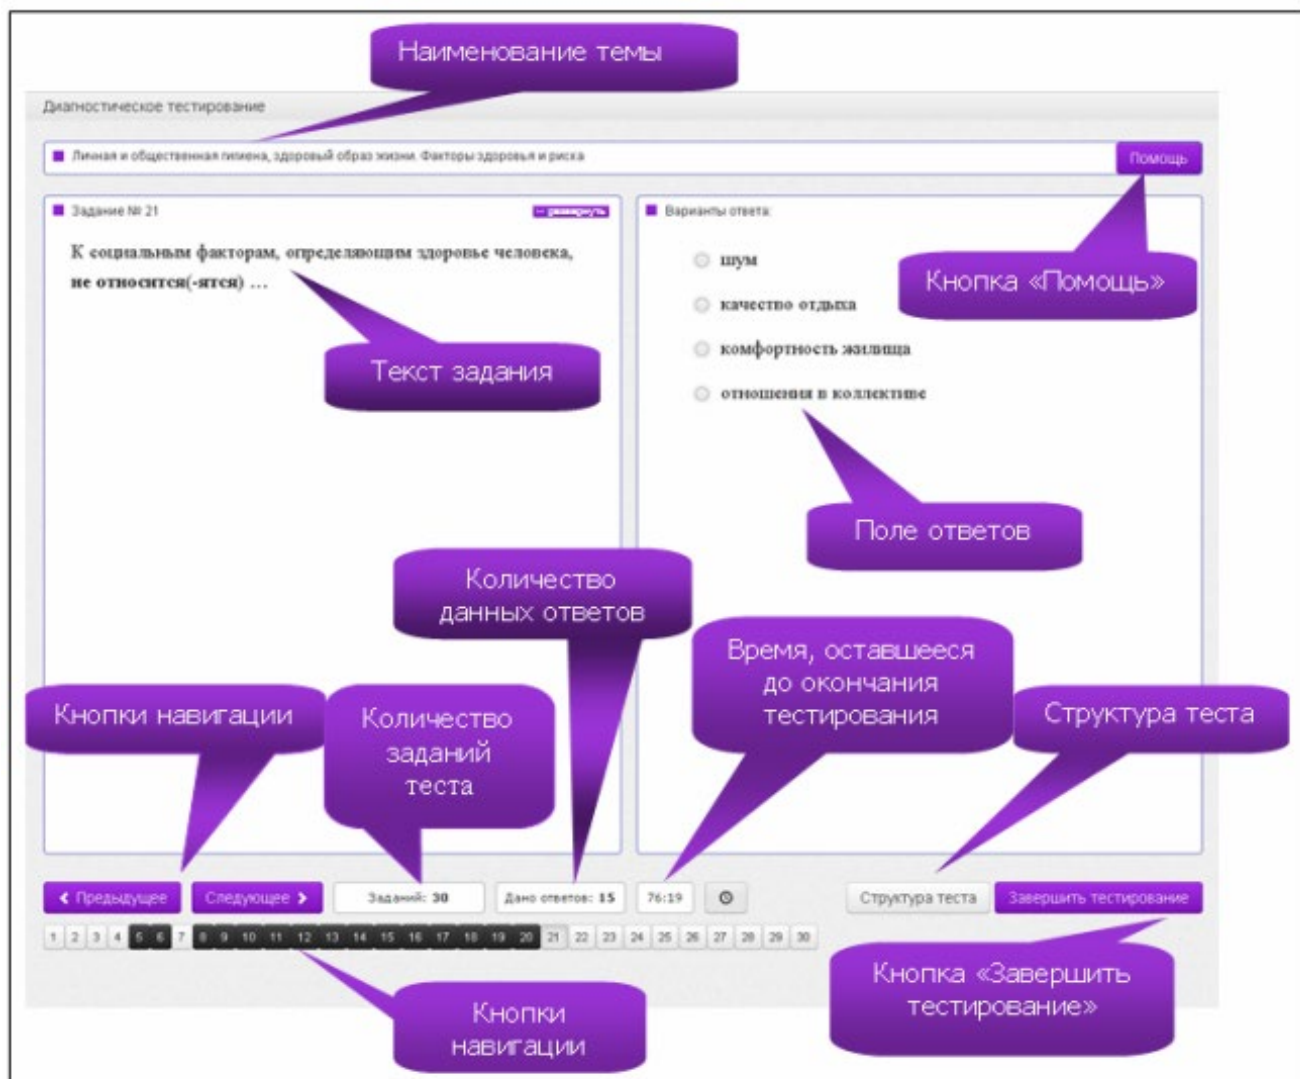 Наименование темы
Диагностическое тестирование
Личная и общественная гигиена, здоровый образ жизни. Факторы здоровья и риска
Помощь
Задание № 21
развернуть
К социальным факторам, определяющим здоровье человека,
не относится(-ятся) ...
Текст задания
Варианты ответа:
шум
качество отдыха
комфортность жилища
отношения в коллективе
Кнопка «Помощь»
Поле ответов
Количество
данных ответов
Время, оставшееся
до окончания
тестирования
Кнопки навигации
Количество
заданий
теста
Структура теста
Предыдущее
Следующее
Заданий: 30
Дано ответов: 15
76:19
Структура теста
Завершить тестирование
1 2 3 4 5 6 7 8 9 10 11 12 13 14 15 16 17 18 19 20 21 22 23 24 25 26 27 28 29 30
Кнопки
навигации
Кнопка «Завершить
тестирование»